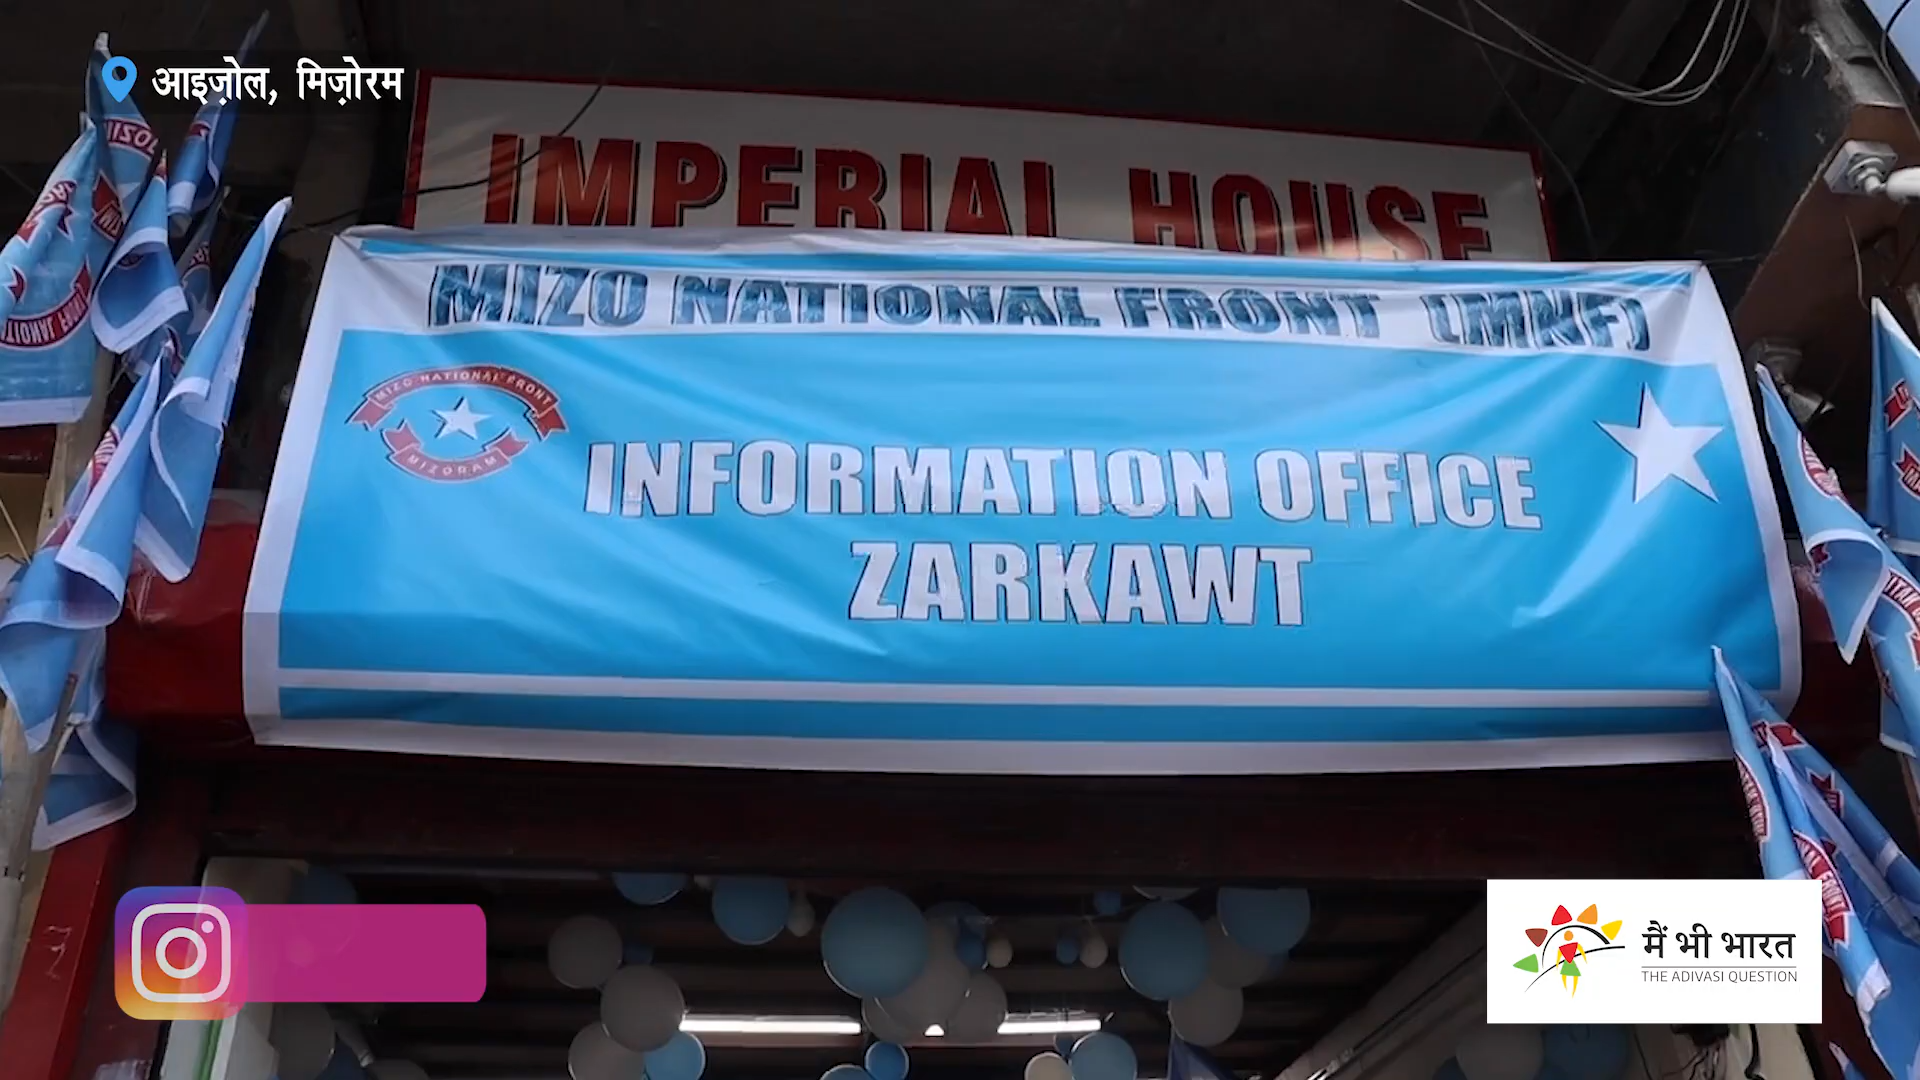 आइज़ोल, मिज़ोरम
IMPERIAL HOUSE
MIZO NATIONAL FRONT (MNF)
MIZO NATIONAL FRONT
MIZORAM
INFORMATION OFFICE
ZARKAWT
मैं भी भारत
THE ADIVASI QUESTION